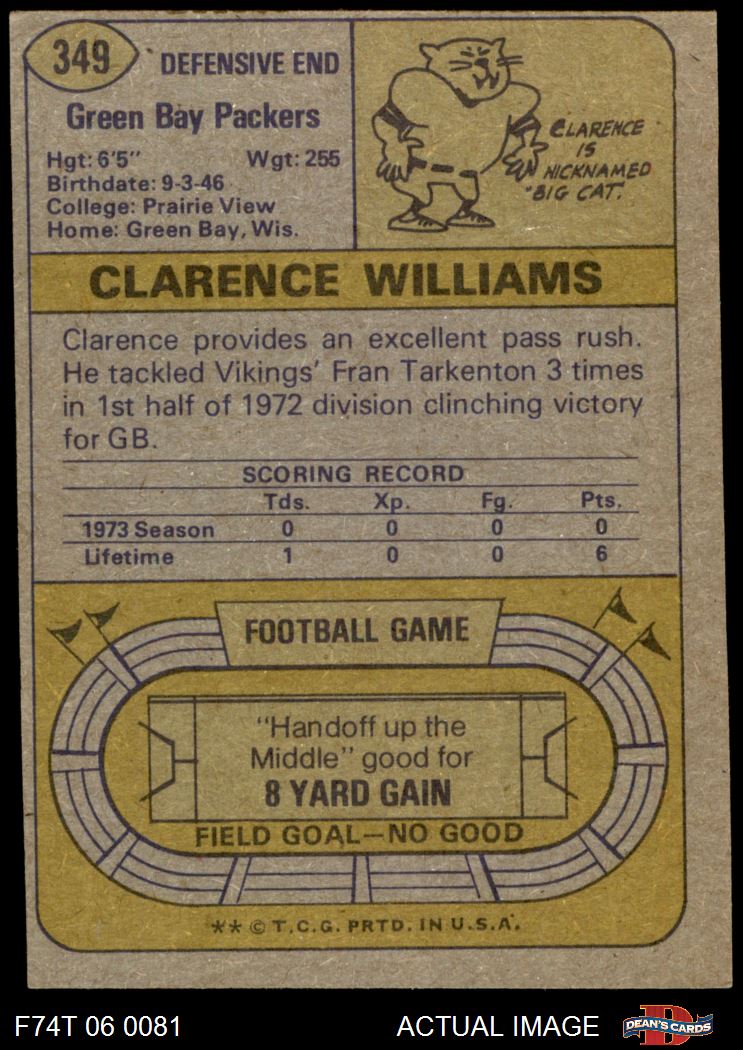 349
DEFENSIVE END
Green Bay Packers
Hgt: 6'5" Wgt: 255
Birthdate: 9-3-46
College: Prairie View
Home: Green Bay, Wis.
CLARENCE
IS
NICKNAMED
"BIG CAT."
CLARENCE WILLIAMS
Clarence provides an excellent pass rush.
He tackled Vikings' Fran Tarkenton 3 times
in 1st half of 1972 division clinching victory
for GB.
SCORING RECORD
Tds. Xp. Fg. Pts.
1973 Season 0 0 0 0
Lifetime 1 0 0 6
FOOTBALL GAME
"Handoff up the
Middle" good for
8 YARD GAIN
FIELD GOAL—NO GOOD
** © T.C.G. PRTD. IN U.S.A.
F74T 06 0081 ACTUAL IMAGE
D
DEAN'S CARDS